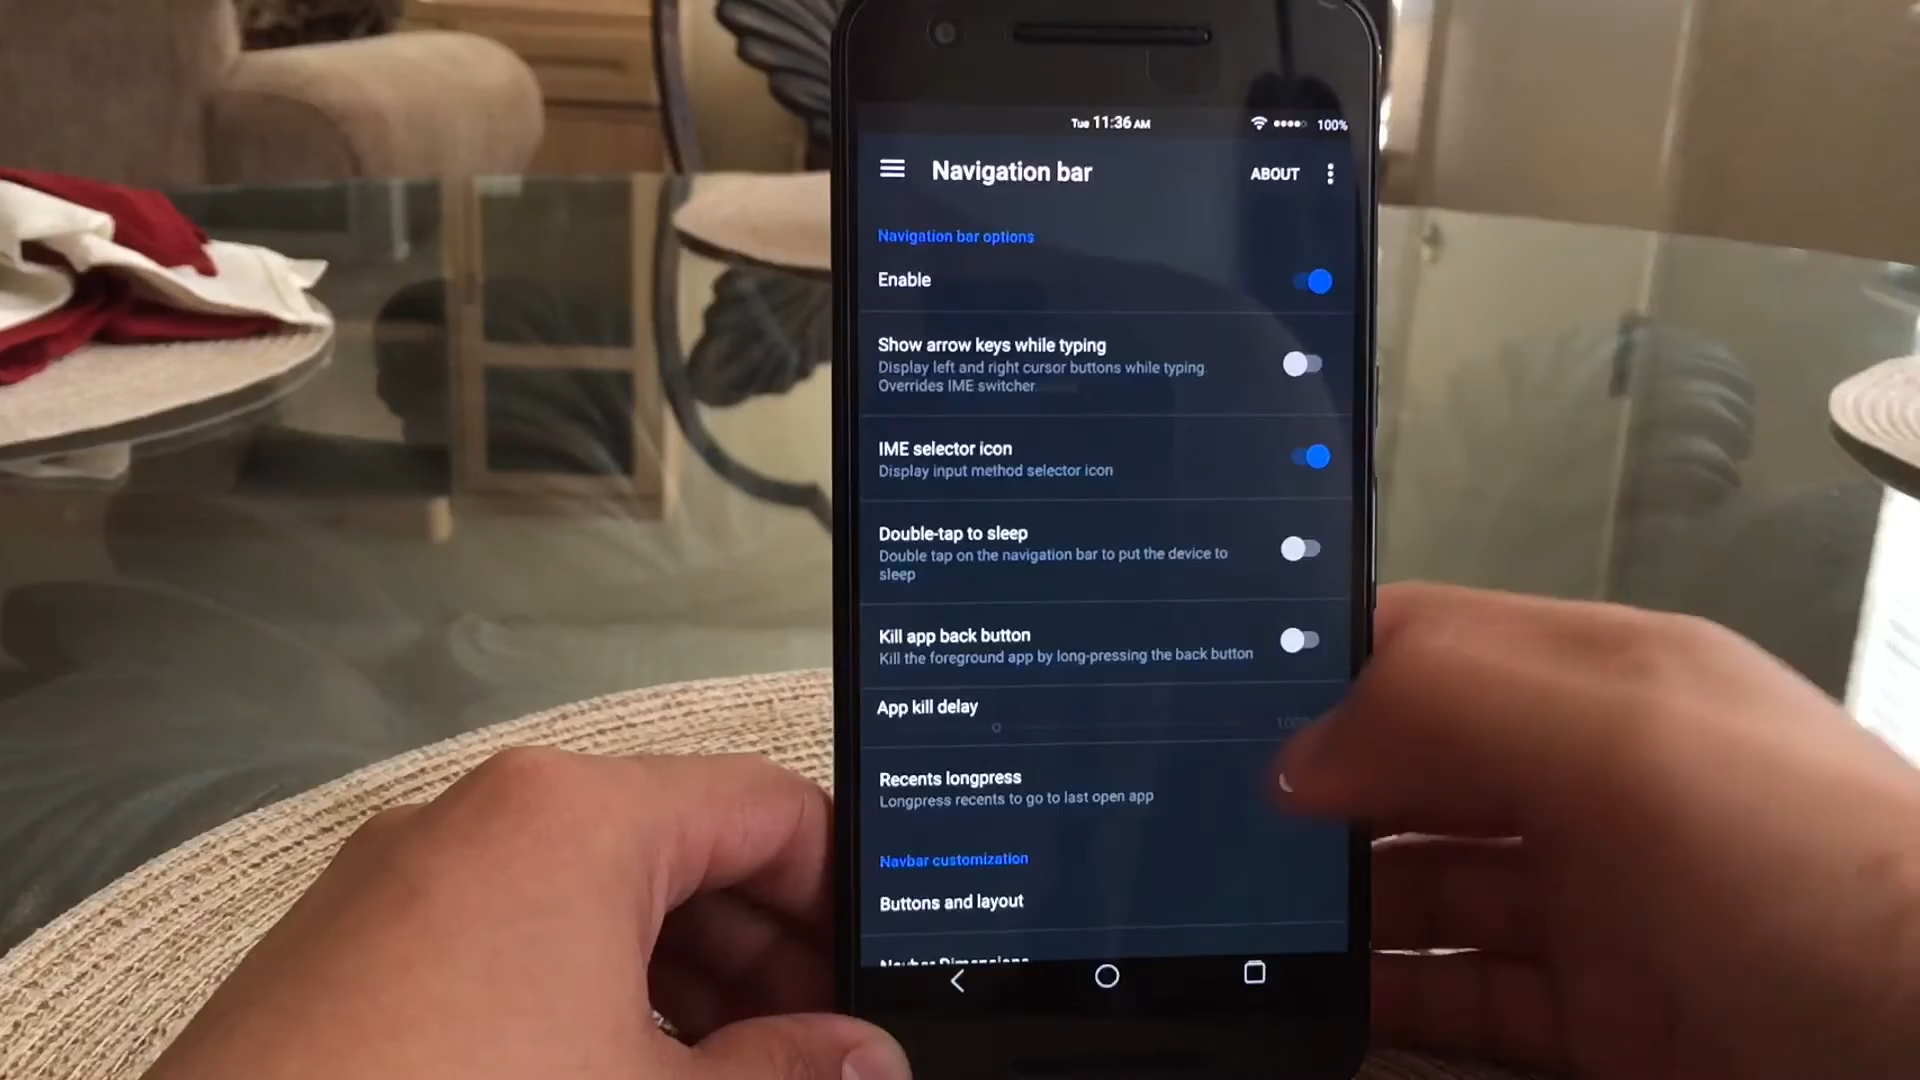 Tue 11:36 AM
100%
Navigation bar
ABOUT
Navigation bar options
Enable
Show arrow keys while typing
Display left and right cursor buttons while typing.
Overrides IME switcher.
IME selector icon
Display input method selector icon
Double-tap to sleep
Double tap on the navigation bar to put the device to
sleep
Kill app back button
Kill the foreground app by long-pressing the back button
App kill delay
Recents longpress
Longpress recents to go to last open app
Navbar customization
Buttons and layout
Navbar Dimensions